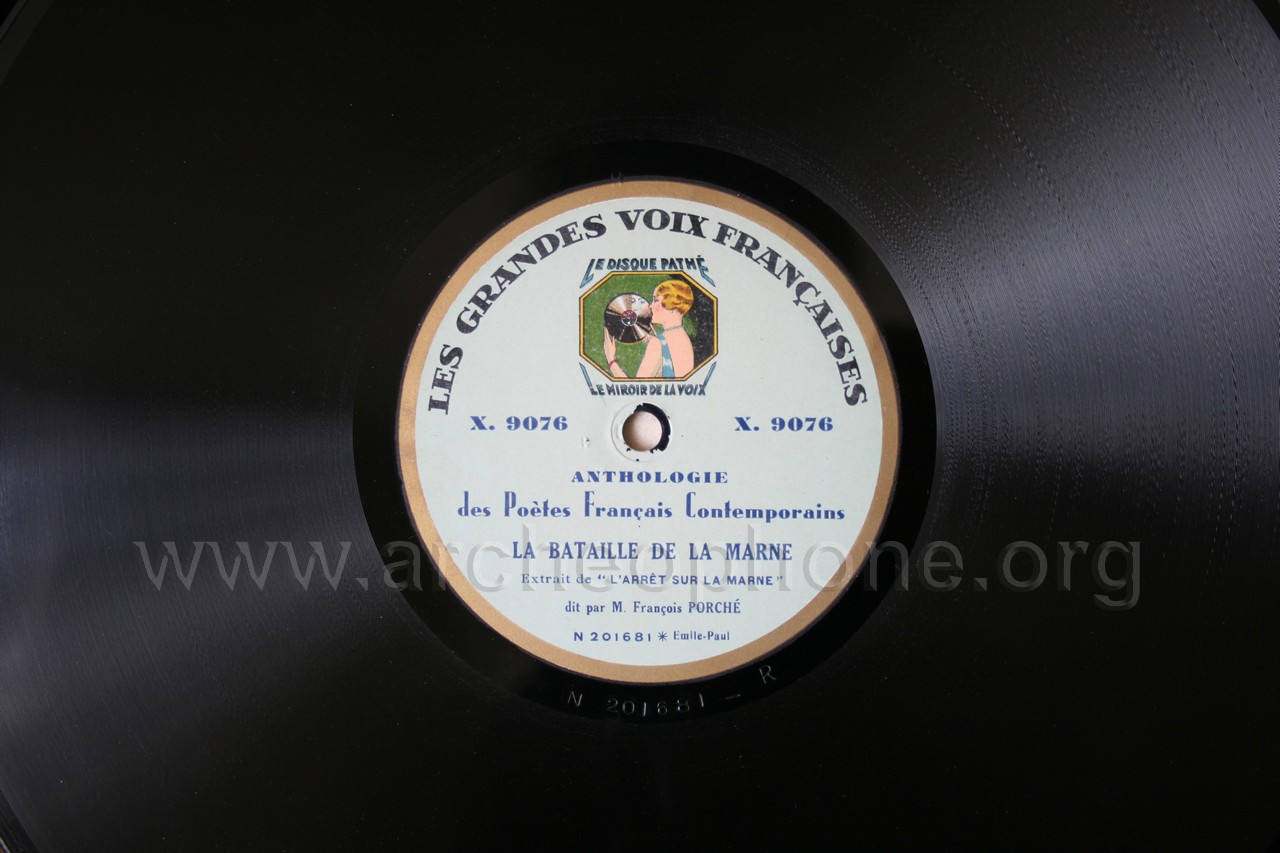 LES GRANDES VOIX FRANÇAISES
LE DISQUE PATHÉ
LE MIROIR DE LA VOIX
X. 9076 X. 9076
ANTHOLOGIE
des Poètes Français Contemporains
LA BATAILLE DE LA MARNE
www.archeophone.org
Extrait de "L'ARRÊT SUR LA MARNE"
dit par M. François PORCHÉ
N 201681 * Emile-Paul
N 201681 - R